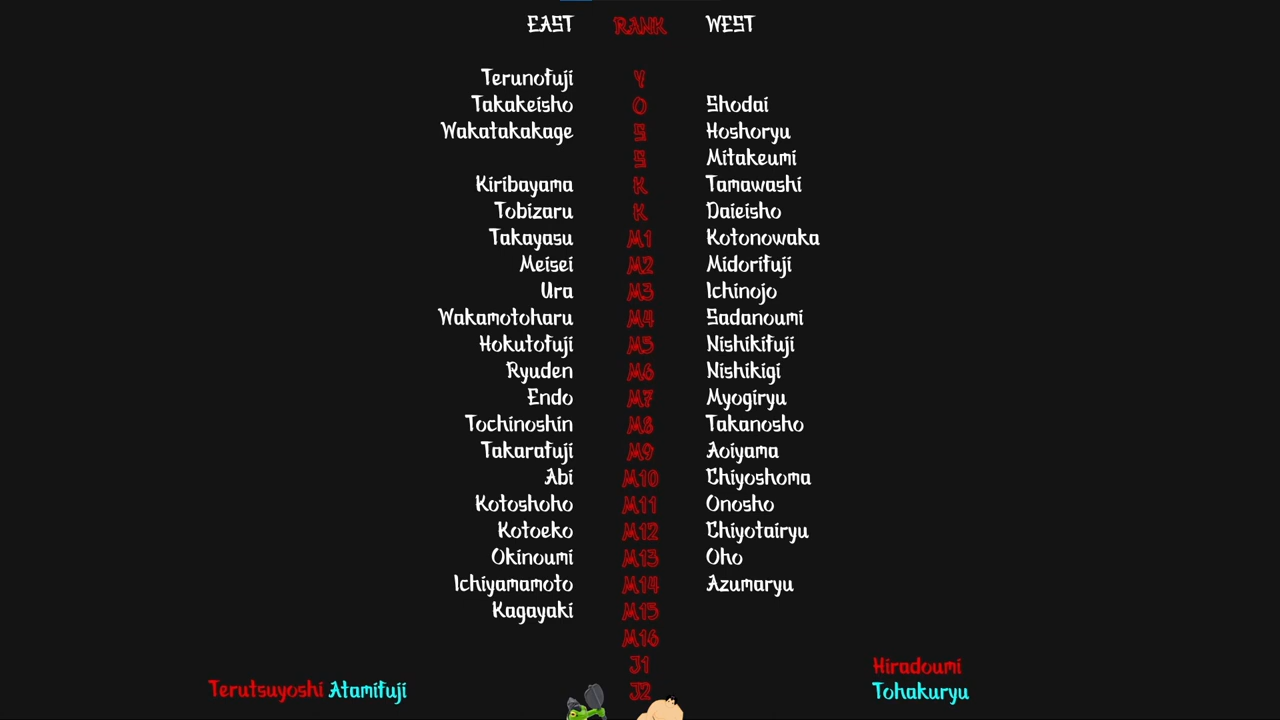 EAST RANK WEST
Terunofuji Y
Takakeisho O Shodai
Wakatakakage S Hoshoryu
S Mitakeumi
Kiribayama K Tamawashi
Tobizaru K Daieisho
Takayasu M1 Kotonowaka
Meisei M2 Midorifuji
Ura M3 Ichinojo
Wakamotoharu M4 Sadanoumi
Hokutofuji M5 Nishikifuji
Ryuden M6 Nishikigi
Endo M7 Myogiryu
Tochinoshin M8 Takanosho
Takarafuji M9 Aoiyama
Abi M10 Chiyoshoma
Kotoshoho M11 Onosho
Kotoeko M12 Chiyotairyu
Okinoumi M13 Oho
Ichiyamamoto M14 Azumaryu
Kagayaki M15
M16
J1 Hiradoumi
Terutsuyoshi Atamifuji J2 Tohakuryu